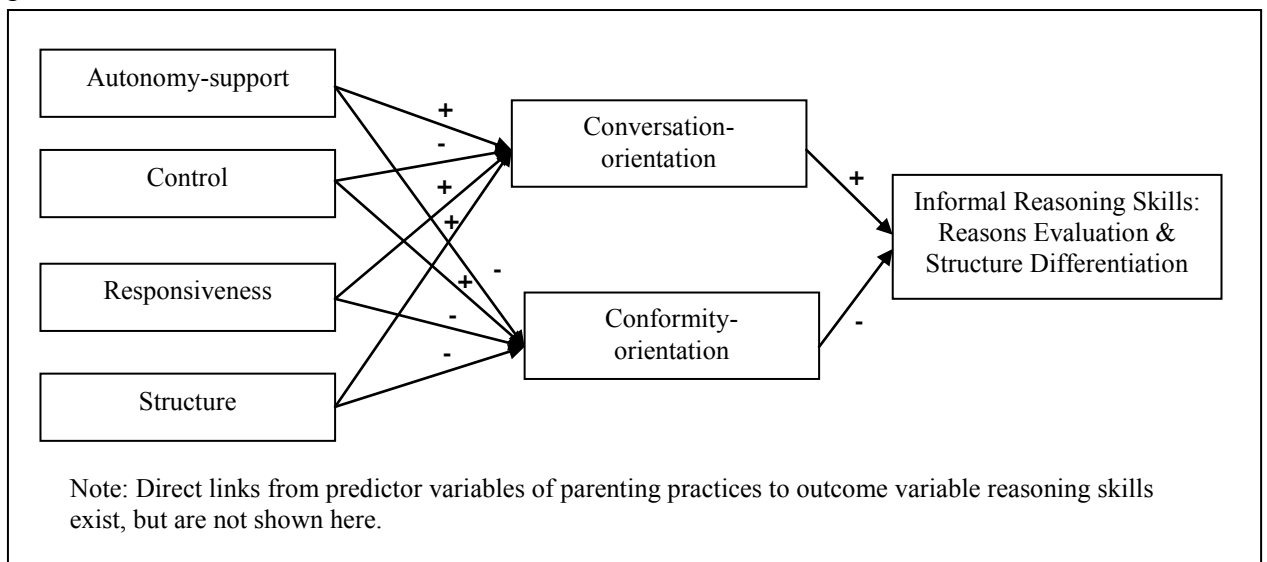 Autonomy-support
Control
Responsiveness
Structure
+
-
+
+
-
+
-
-
Conversation-
orientation
Conformity-
orientation
+
-
Informal Reasoning Skills:
Reasons Evaluation &
Structure Differentiation
Note: Direct links from predictor variables of parenting practices to outcome variable reasoning skills
exist, but are not shown here.